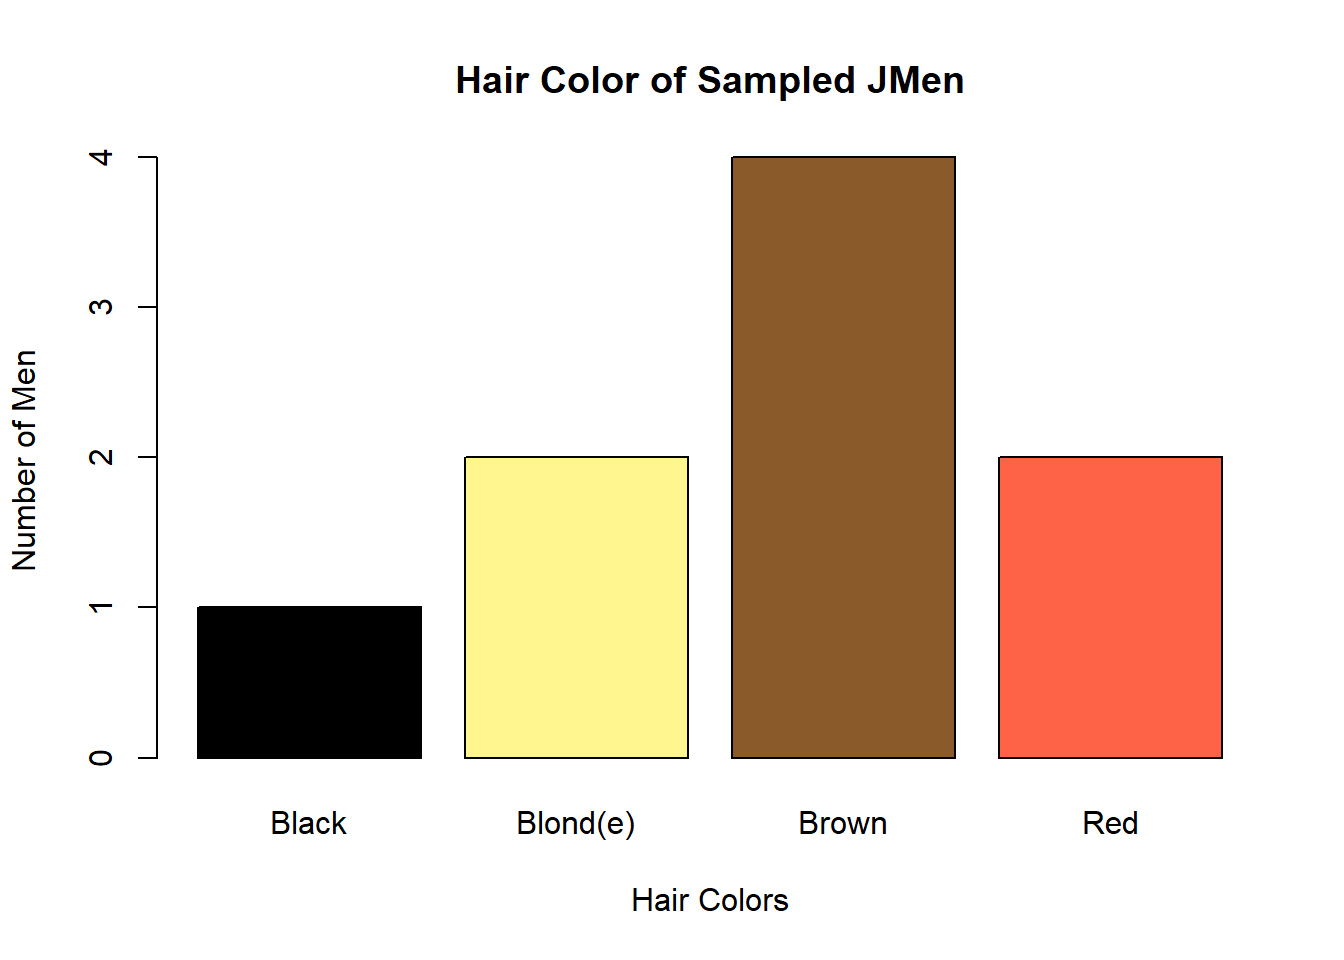 Hair Color of Sampled JMen
Number of Men
4
3
2
1
0
Black Blond(e) Brown Red
Hair Colors